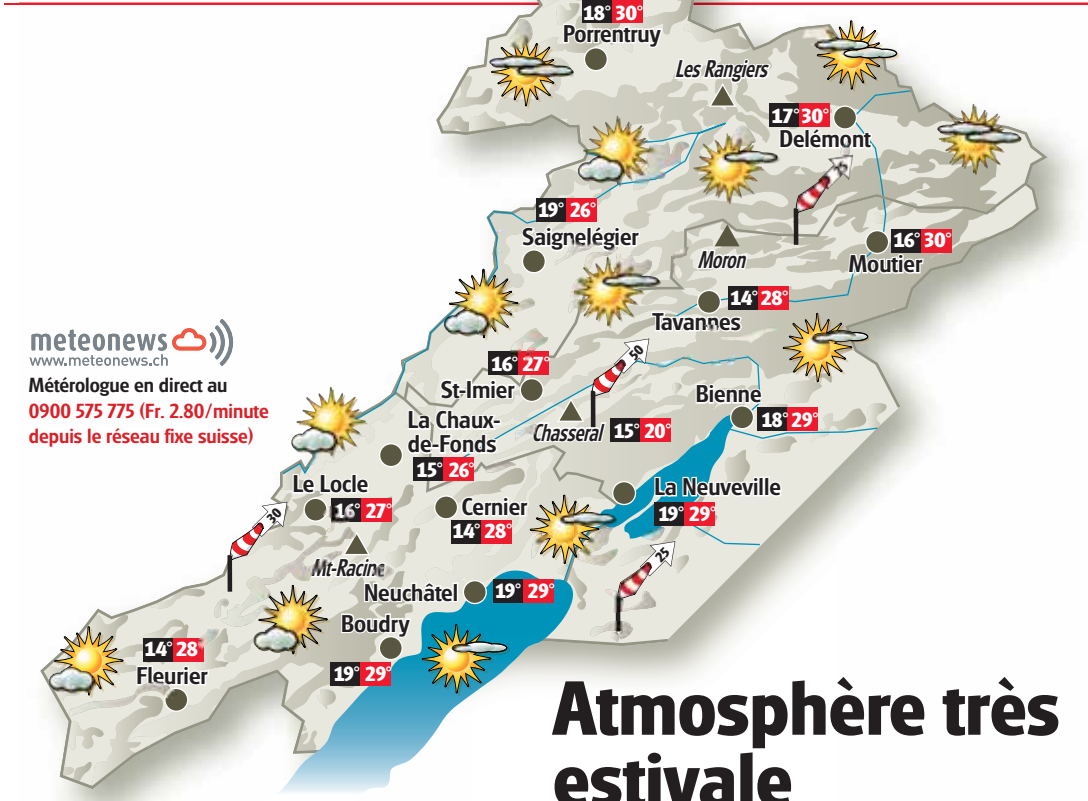 18° 30°
Porrentruy
Les Rangiers
17° 30°
Delémont
19° 26°
Saignelégier
16° 30°
Moutier
Moron
14° 28°
Tavannes
meteonews
www.meteonews.ch
Météorologue en direct au
0900 575 775 (Fr. 2.80/minute
depuis le réseau fixe suisse)
16° 27°
St-Imier
50
Chasseral 15° 20°
Bienne
18° 29°
La Chaux-
de-Fonds
15° 26°
Le Locle
16° 27°
Cernier
14° 28°
La Neuveville
19° 29°
30
Mt-Racine
25
Neuchâtel 19° 29°
Boudry
19° 29°
14° 28°
Fleurier
Atmosphère très
estivale